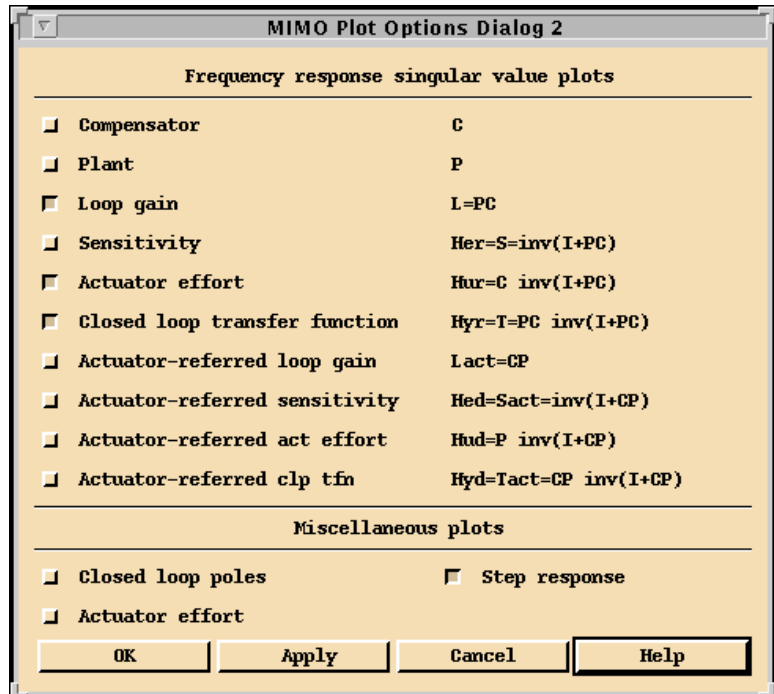 MIMO Plot Options Dialog 2
Frequency response singular value plots
Compensator C
Plant P
Loop gain L=PC
Sensitivity Her=S=inv(I+PC)
Actuator effort Hur=C inv(I+PC)
Closed loop transfer function Hyr=T=PC inv(I+PC)
Actuator-referred loop gain Lact=CP
Actuator-referred sensitivity Hed=Sact=inv(I+CP)
Actuator-referred act effort Hud=P inv(I+CP)
Actuator-referred clp tfn Hyd=Tact=CP inv(I+CP)
Miscellaneous plots
Closed loop poles Step response
Actuator effort
OK Apply Cancel Help